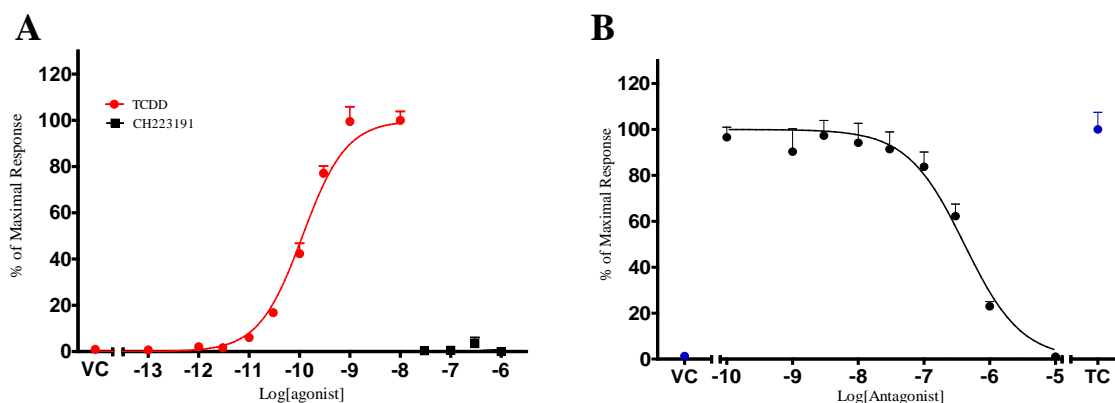 A
% of Maximal Response
120
100
80
60
40
20
0
TCDD
CH223191
VC -13 -12 -11 -10 -9 -8 -7 -6
Log[agonist]
B
% of Maximal Response
120
100
80
60
40
20
0
VC -10 -9 -8 -7 -6 -5 TC
Log[Antagonist]